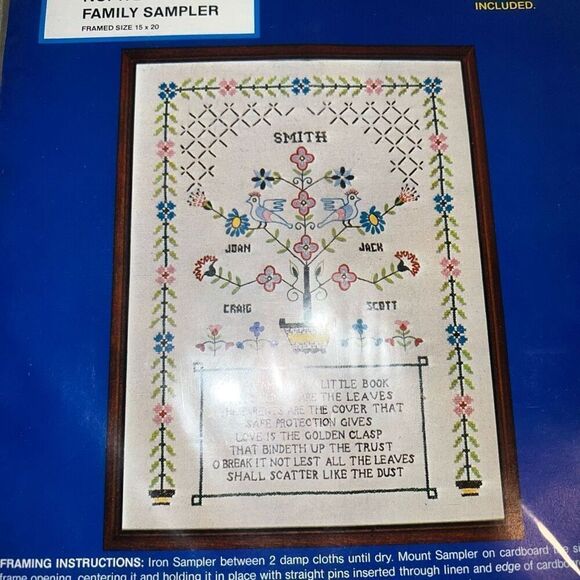 FAMILY SAMPLER
FRAMED SIZE 15 x 20
INCLUDED.
SMITH
JOAN JACK
CRAIG SCOTT
LITTLE BOOK
ARE THE LEAVES
ARE THE COVER THAT
SAFE PROTECTION GIVES
LOVE IS THE GOLDEN CLASP
THAT BINDETH UP THE TRUST
O BREAK IT NOT LEST ALL THE LEAVES
SHALL SCATTER LIKE THE DUST
FRAMING INSTRUCTIONS: Iron Sampler between 2 damp cloths until dry. Mount Sampler on cardboard
frame opening, centering it and holding it in place with straight pins inserted through linen and edge of